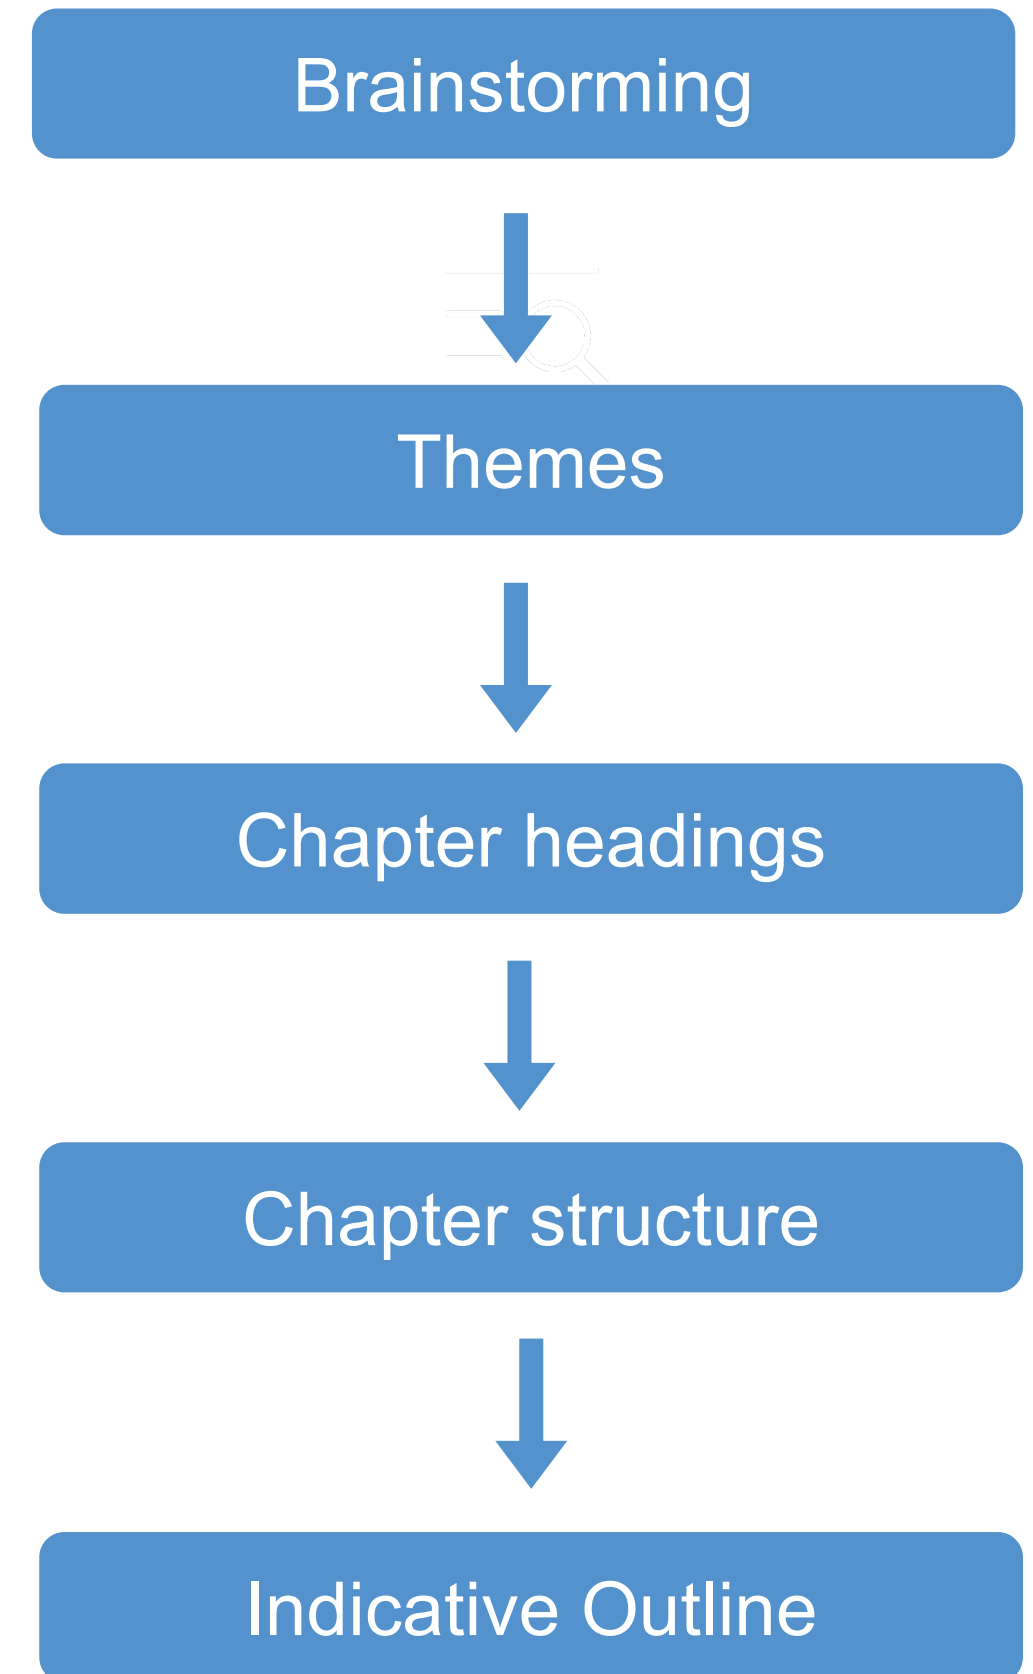 Brainstorming
Themes
Chapter headings
Chapter structure
Indicative Outline